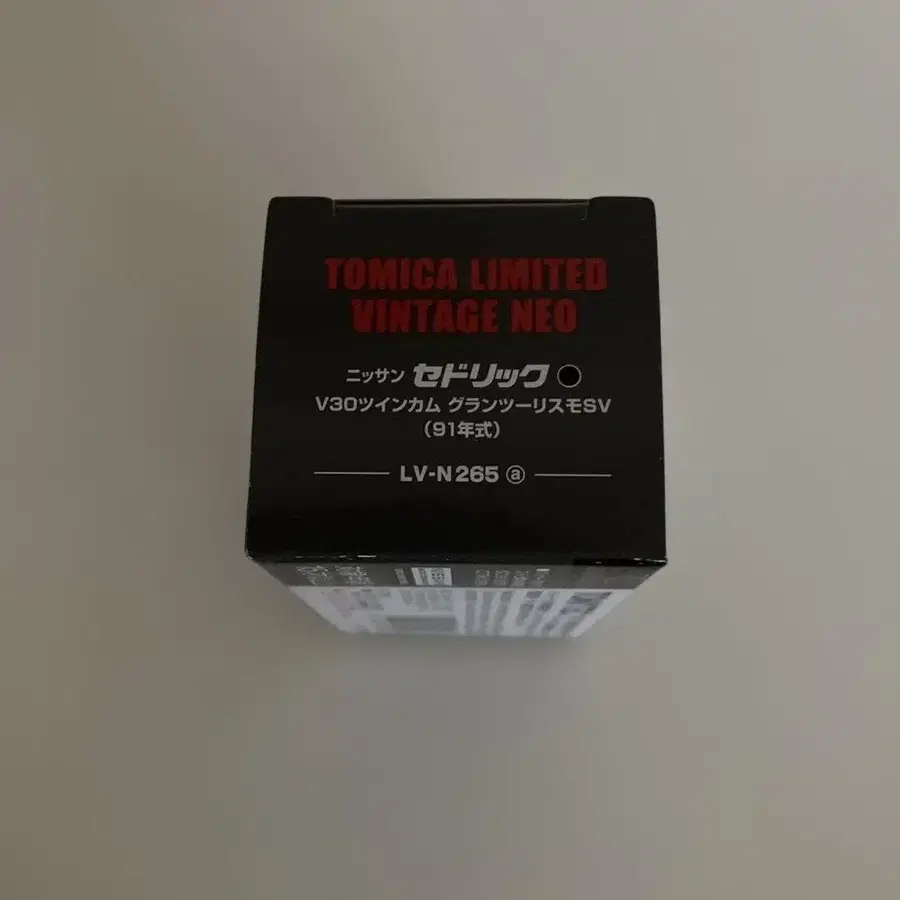 TOMICA LIMITED
VINTAGE NEO
ニッサン セドリック
V30ツインカム グランツーリスモSV
（91年式）
LV-N265 ⓐ